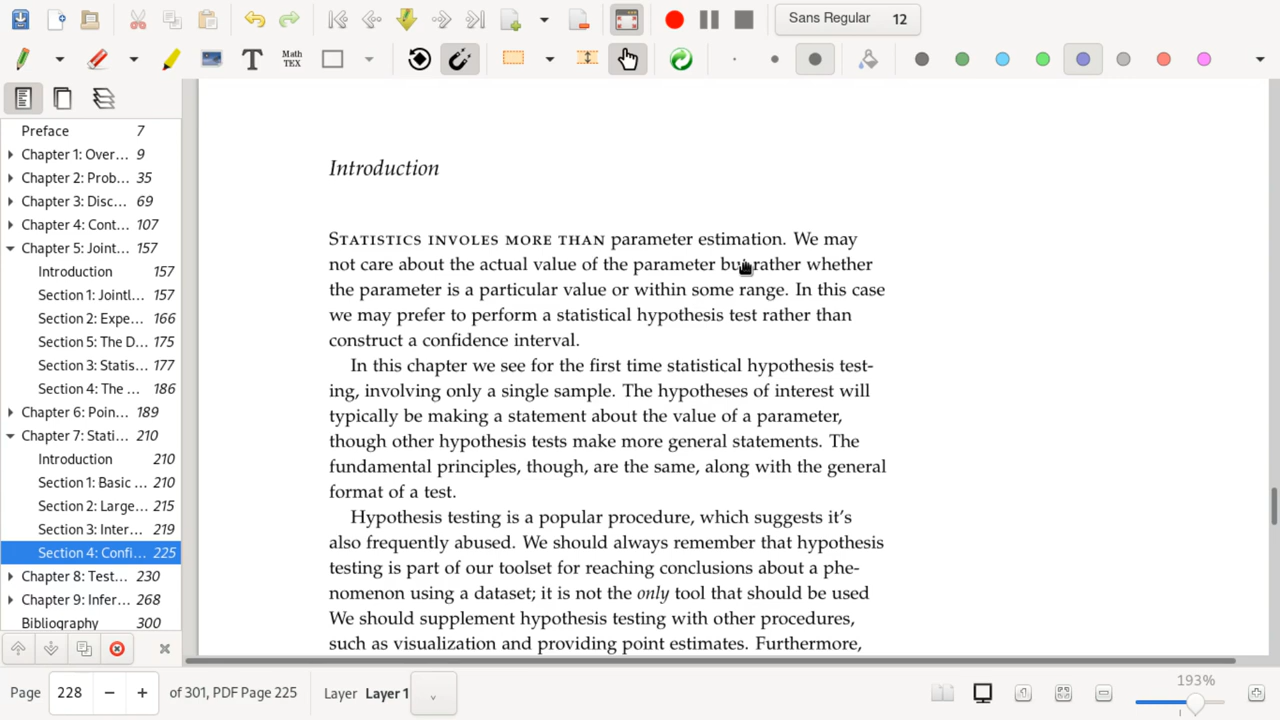 Sans Regular 12
Math
TEX
T
Preface 7
Chapter 1: Over... 9
Chapter 2: Prob... 35
Chapter 3: Disc... 69
Chapter 4: Cont... 107
Chapter 5: Joint... 157
Introduction 157
Section 1: Jointl... 157
Section 2: Expe... 166
Section 5: The D... 175
Section 3: Statis... 177
Section 4: The ... 186
Chapter 6: Poin... 189
Chapter 7: Stati... 210
Introduction 210
Section 1: Basic ... 210
Section 2: Large... 215
Section 3: Inter... 219
Section 4: Confi... 225
Chapter 8: Test... 230
Chapter 9: Infer... 268
Bibliography 300
Introduction
STATISTICS INVOLES MORE THAN parameter estimation. We may
not care about the actual value of the parameter but rather whether
the parameter is a particular value or within some range. In this case
we may prefer to perform a statistical hypothesis test rather than
construct a confidence interval.
In this chapter we see for the first time statistical hypothesis test-
ing, involving only a single sample. The hypotheses of interest will
typically be making a statement about the value of a parameter,
though other hypothesis tests make more general statements. The
fundamental principles, though, are the same, along with the general
format of a test.
Hypothesis testing is a popular procedure, which suggests it's
also frequently abused. We should always remember that hypothesis
testing is part of our toolset for reaching conclusions about a phe-
nomenon using a dataset; it is not the only tool that should be used
We should supplement hypothesis testing with other procedures,
such as visualization and providing point estimates. Furthermore,
Page 228 of 301, PDF Page 225 Layer Layer 1 193%